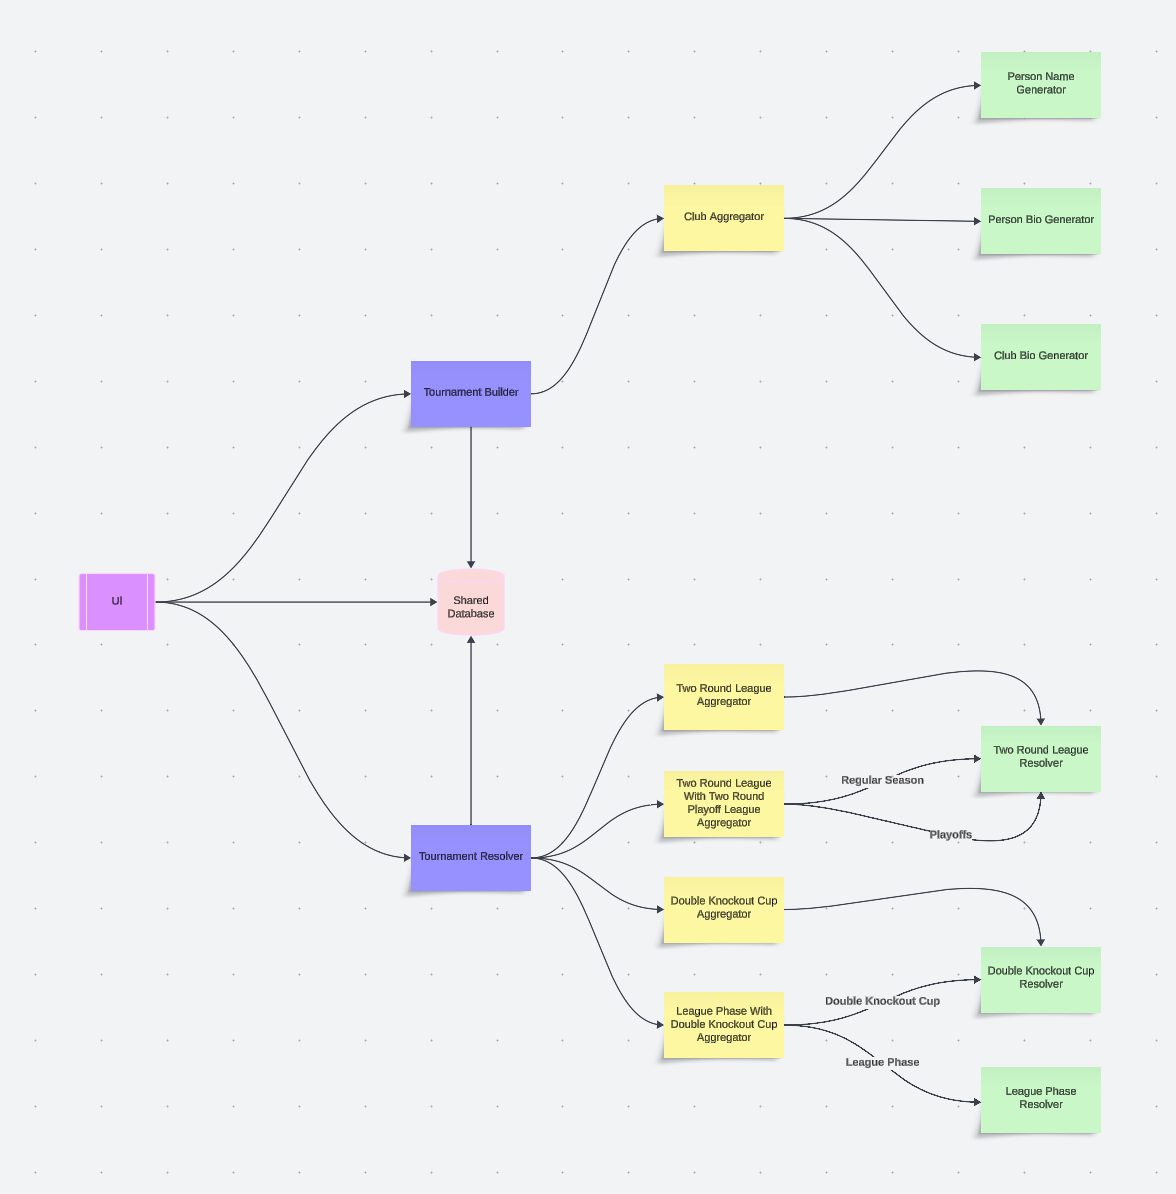 Person Name
Generator
Club Aggregator
Person Bio Generator
Club Bio Generator
Tournament Builder
UI
Shared
Database
Two Round League
Aggregator
Two Round League
Resolver
Regular Season
Two Round League
With Two Round
Playoff League
Aggregator
Playoffs
Tournament Resolver
Double Knockout Cup
Aggregator
Double Knockout Cup
Resolver
Double Knockout Cup
League Phase With
Double Knockout Cup
Aggregator
League Phase
League Phase
Resolver